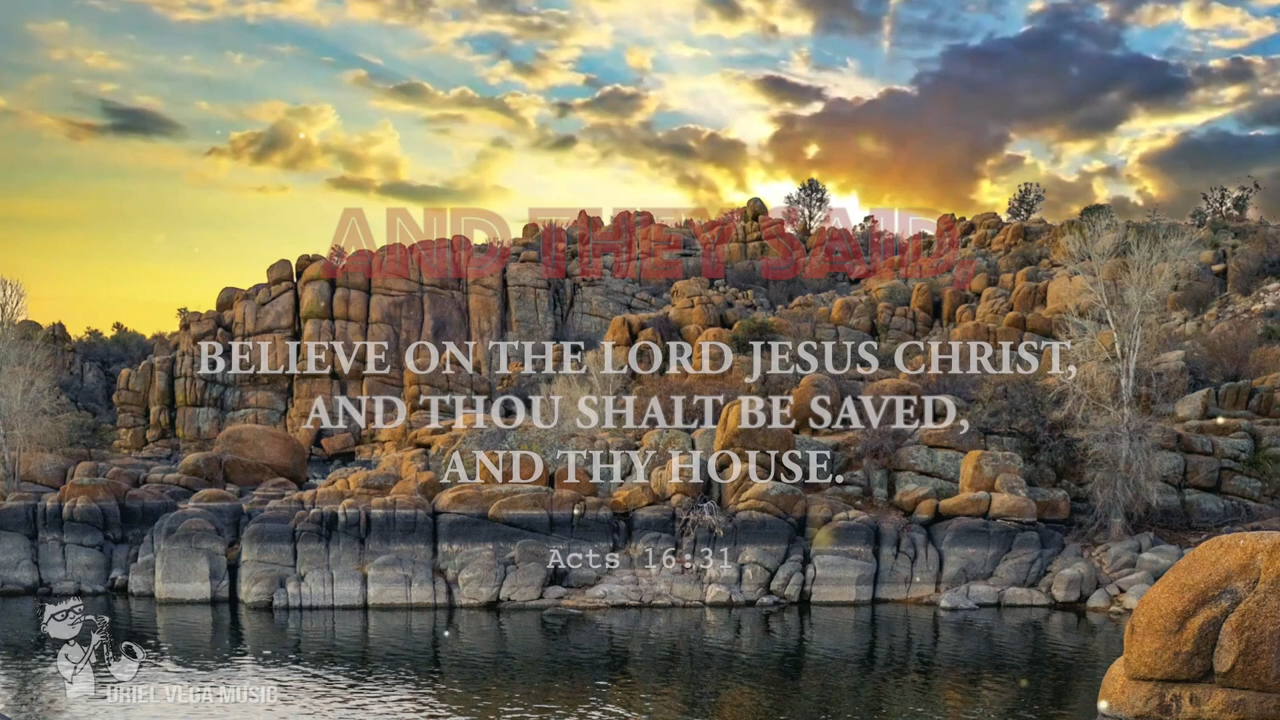 AND THEY SAID,
BELIEVE ON THE LORD JESUS CHRIST,
AND THOU SHALT BE SAVED,
AND THY HOUSE.
Acts 16:31
URIEL VEGA MUSIC